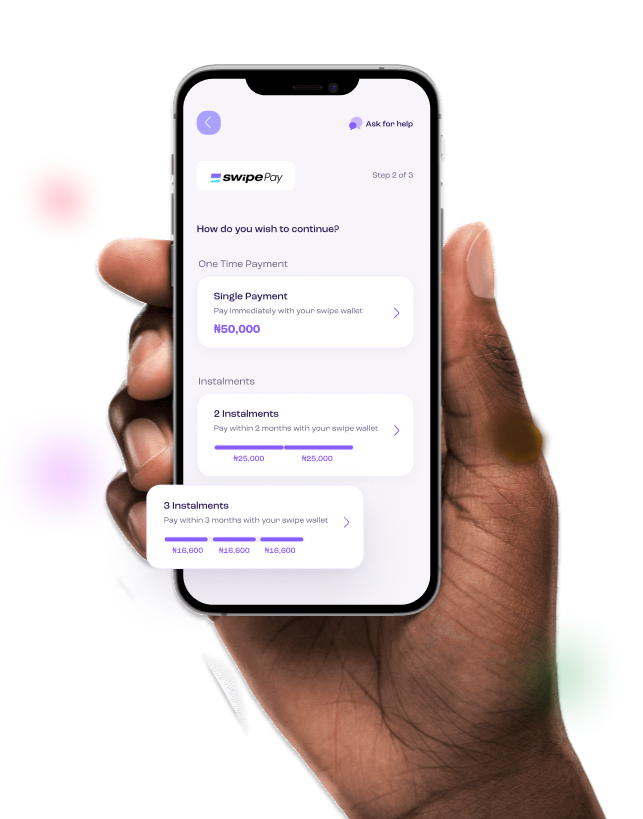 Ask for help
swipe Pay
Step 2 of 3
How do you wish to continue?
One Time Payment
Single Payment
Pay immediately with your swipe wallet
₦50,000
Instalments
2 Instalments
Pay within 2 months with your swipe wallet
₦25,000 ₦25,000
3 Instalments
Pay within 3 months with your swipe wallet
₦16,600 ₦16,600 ₦16,600